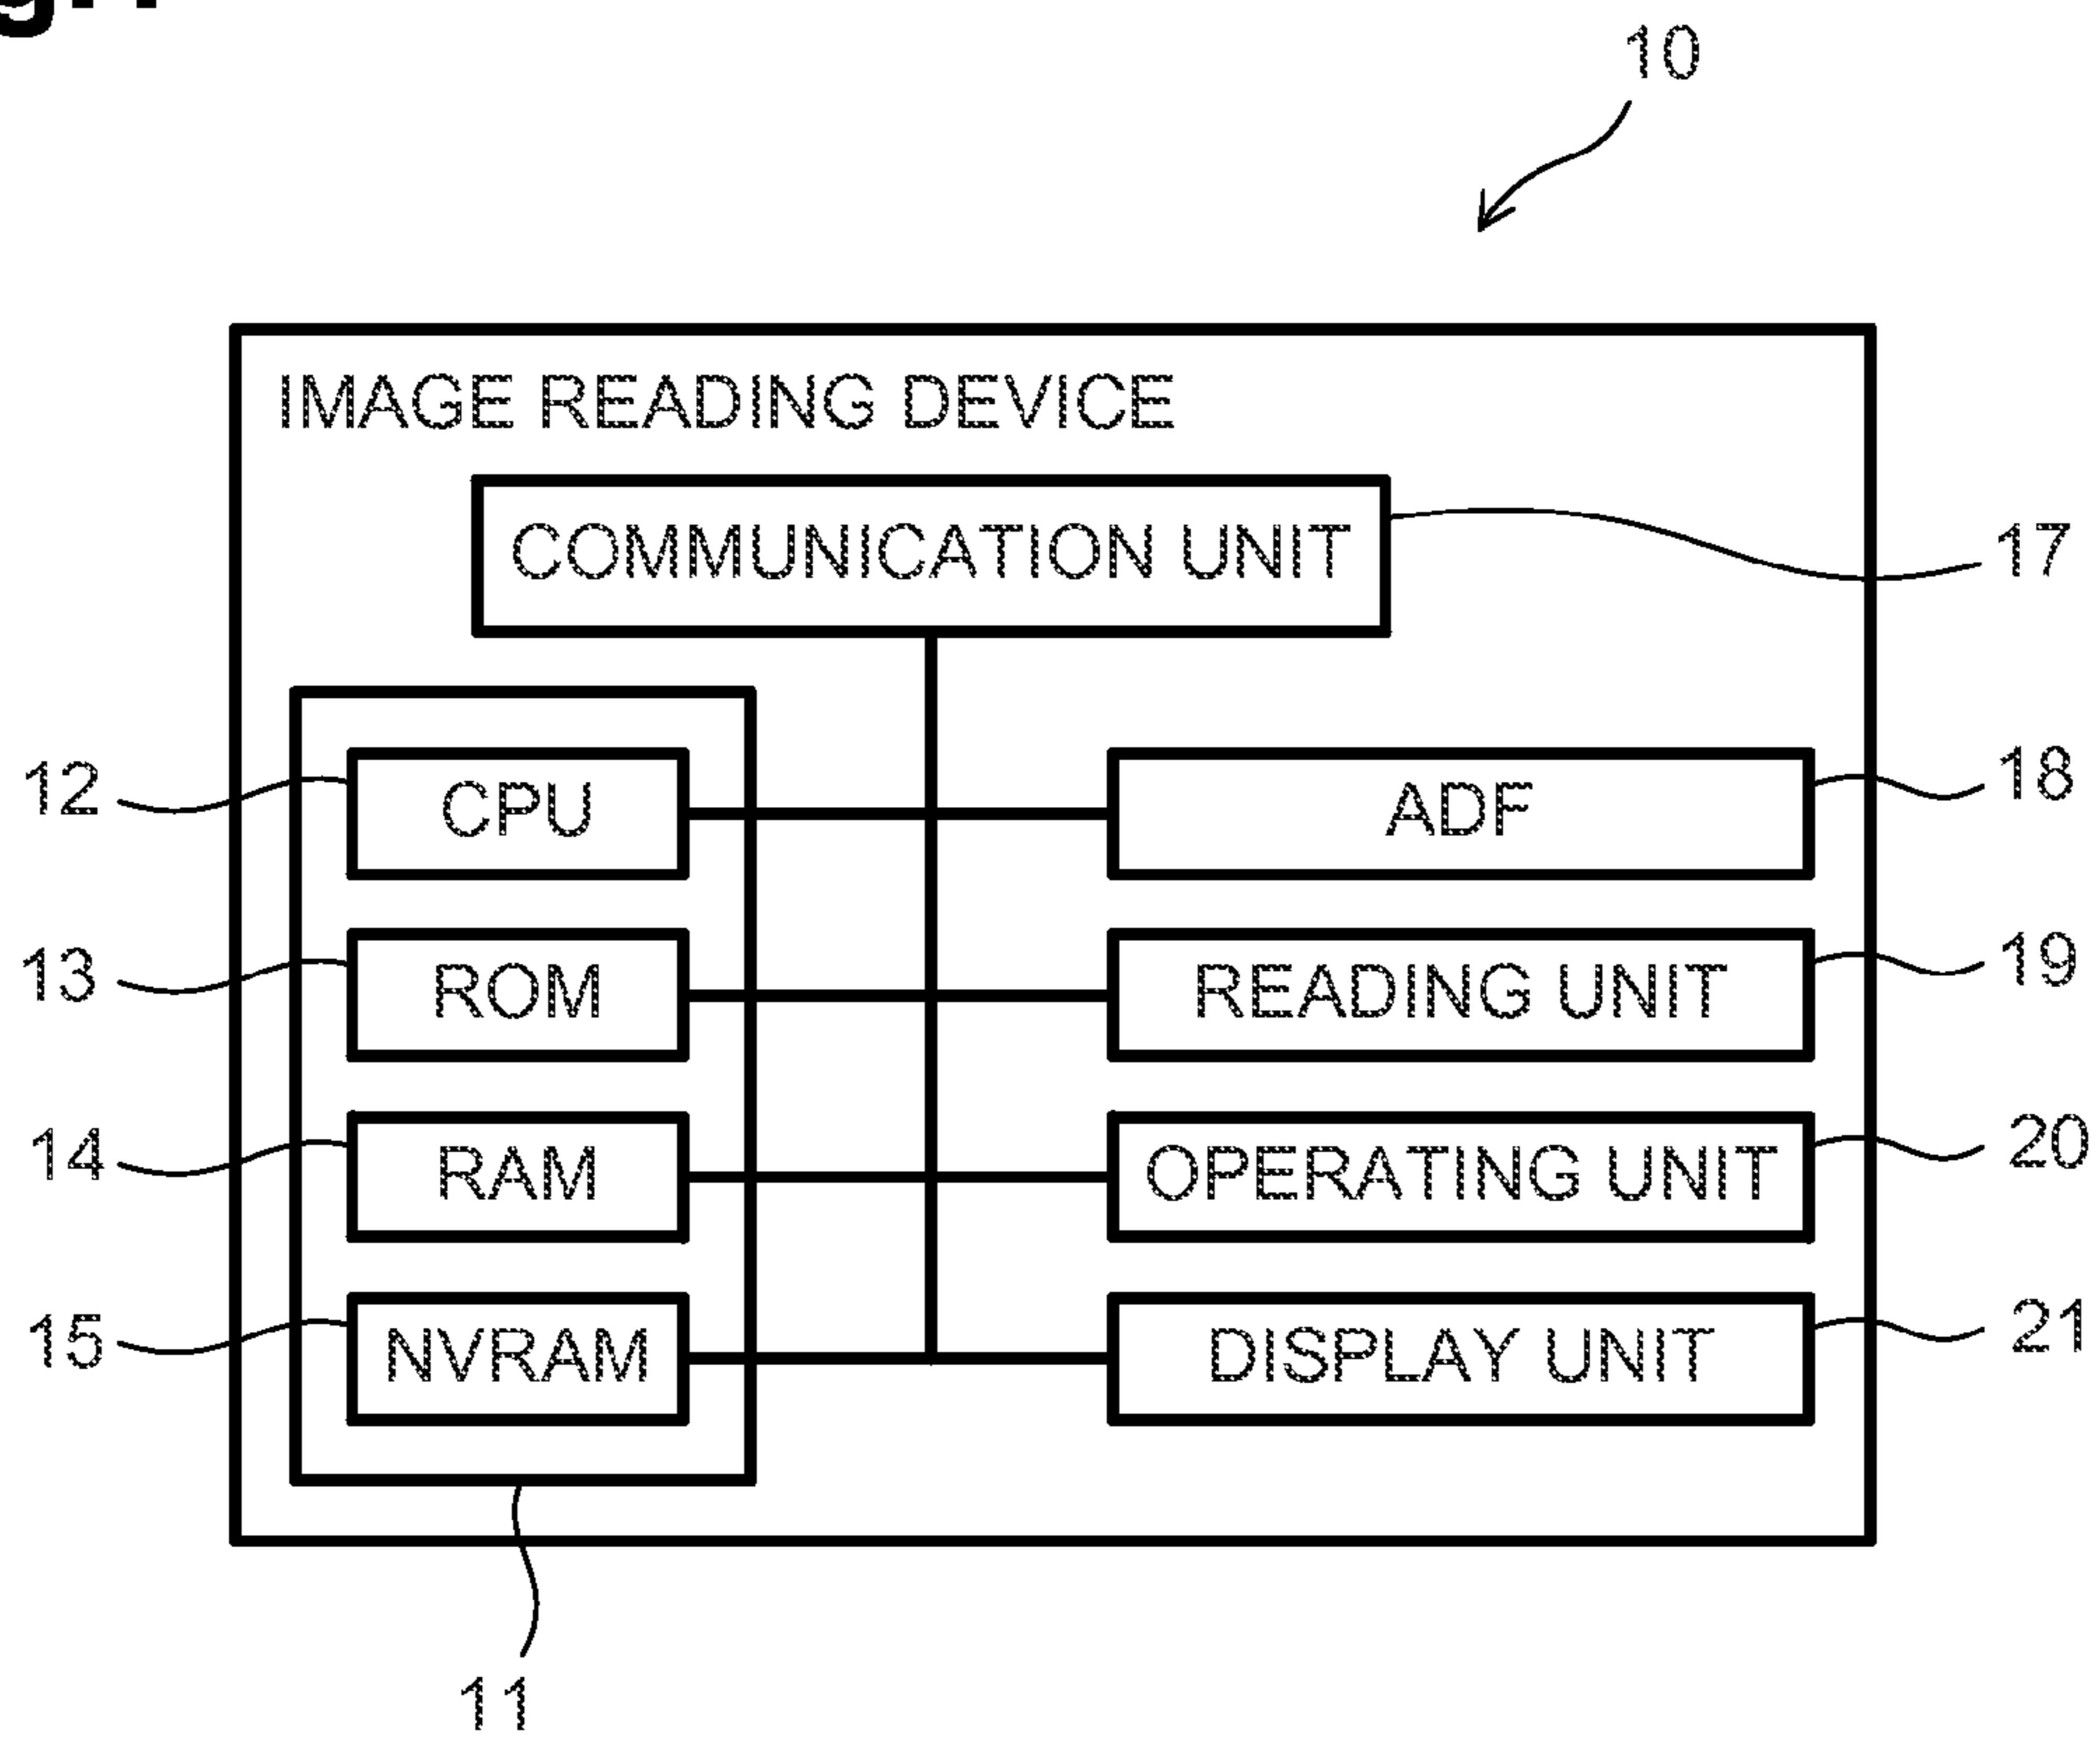 10
IMAGE READING DEVICE
COMMUNICATION UNIT
17
12
CPU
ADF
18
13
ROM
READING UNIT
19
14
RAM
OPERATING UNIT
20
15
NVRAM
DISPLAY UNIT
21
11